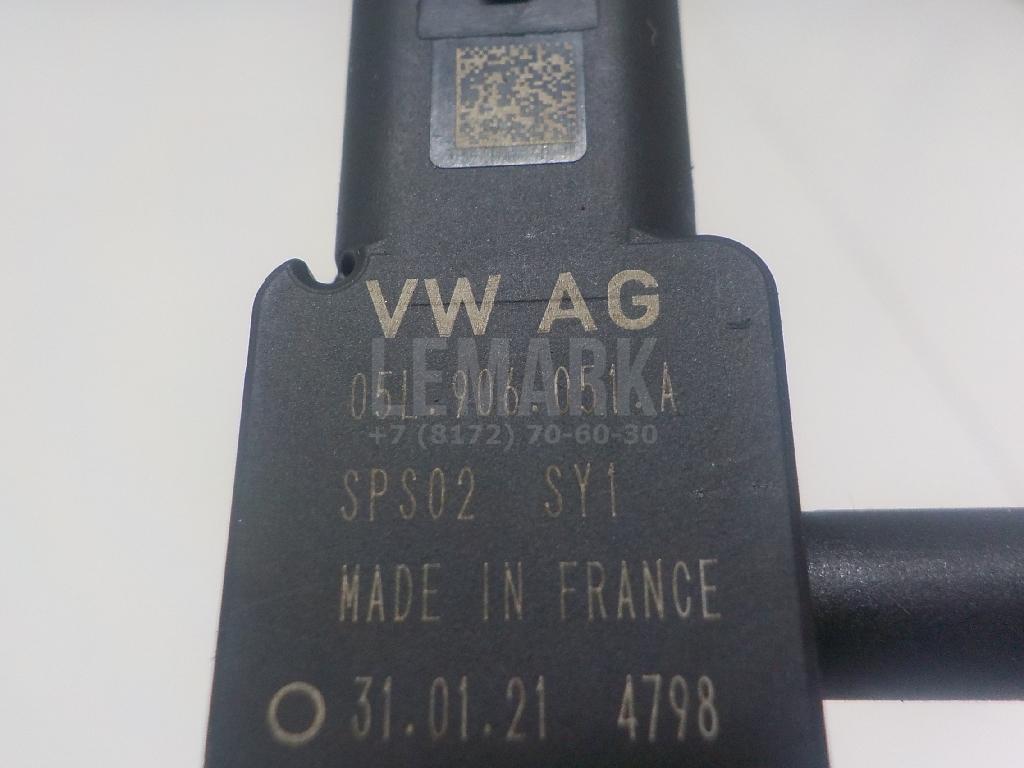 VW AG
LEMARK
05L.906.051.A
+7 (8172) 70-60-30
SPS02 SY1
MADE IN FRANCE
31.01.21 4798